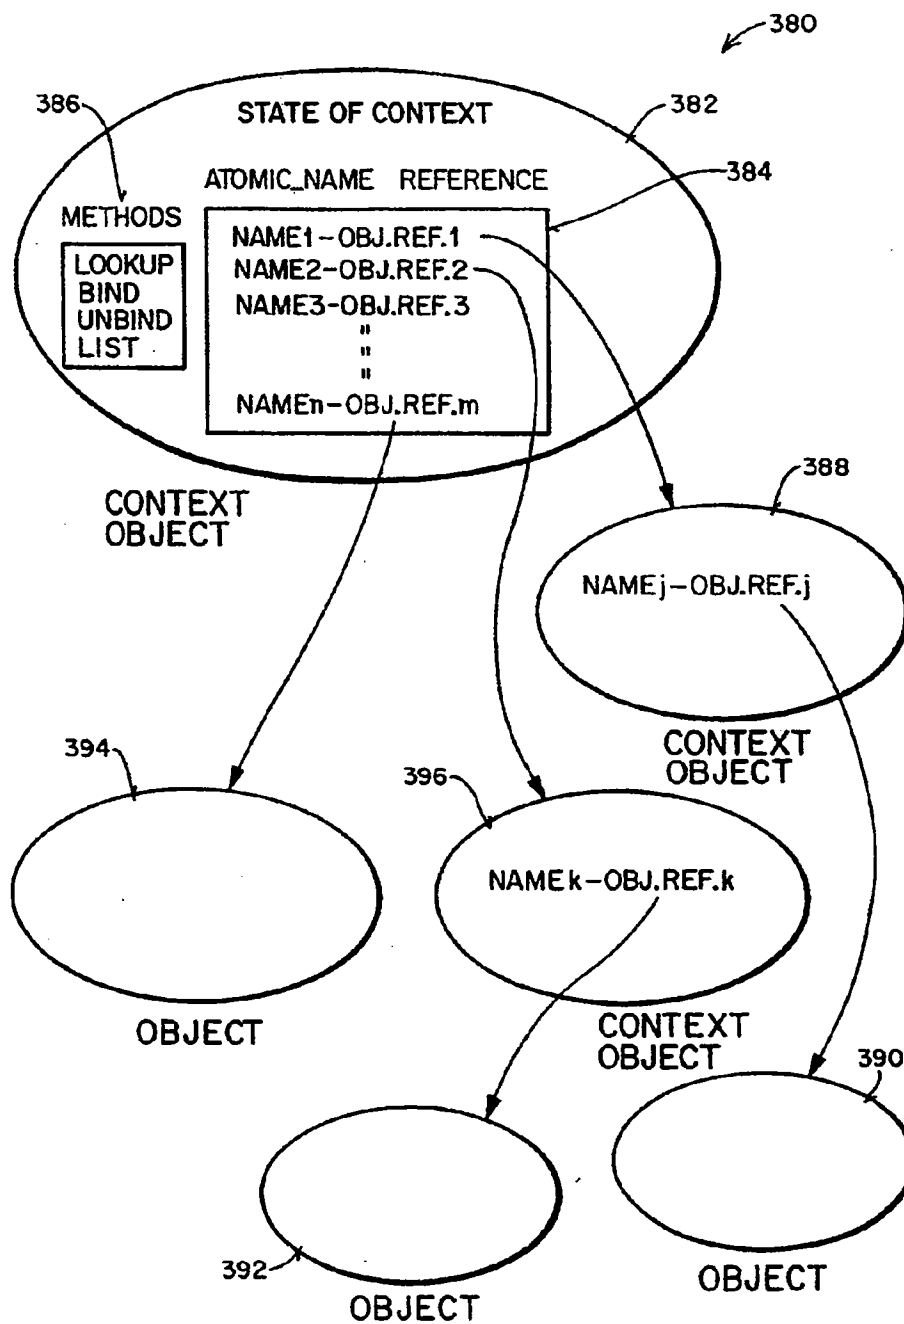 380
386
STATE OF CONTEXT
382
ATOMIC_NAME REFERENCE
384
METHODS
LOOKUP
BIND
UNBIND
LIST
NAME1-OBJ.REF.1
NAME2-OBJ.REF.2
NAME3-OBJ.REF.3
"
"
"
NAMEn-OBJ.REF.m
CONTEXT
OBJECT
388
NAMEj-OBJ.REF.j
CONTEXT
OBJECT
394
396
NAMEk-OBJ.REF.k
OBJECT
CONTEXT
OBJECT
390
392
OBJECT
OBJECT